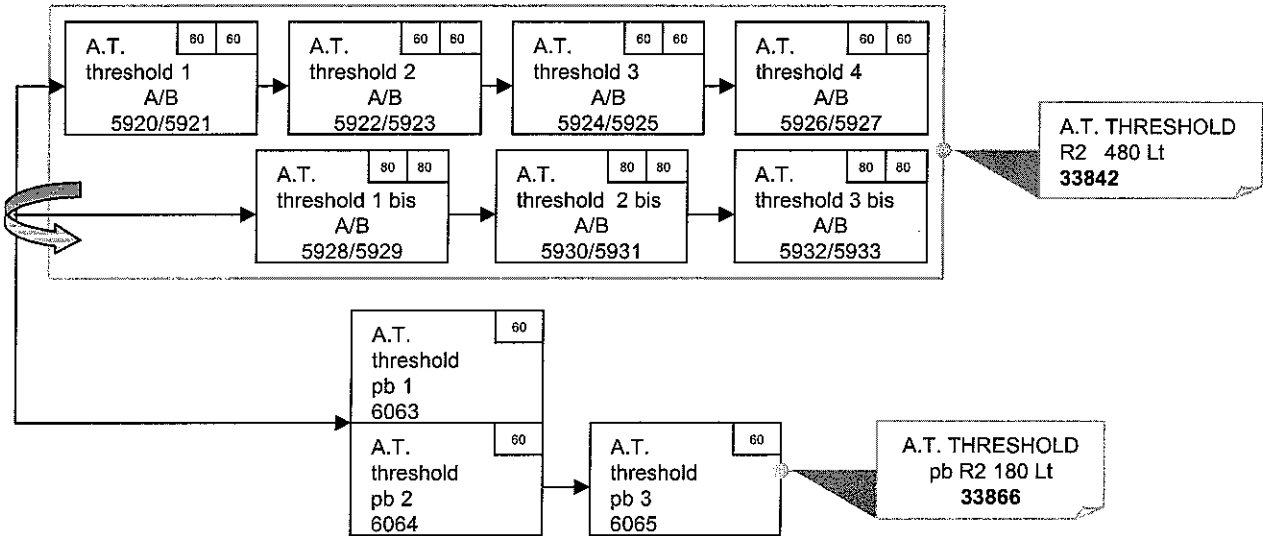 A.T. 60 60
threshold 1
A/B
5920/5921
A.T. 60 60
threshold 2
A/B
5922/5923
A.T. 60 60
threshold 3
A/B
5924/5925
A.T. 60 60
threshold 4
A/B
5926/5927
A.T. THRESHOLD
R2 480 Lt
33842
A.T. 80 80
threshold 1 bis
A/B
5928/5929
A.T. 80 80
threshold 2 bis
A/B
5930/5931
A.T. 80 80
threshold 3 bis
A/B
5932/5933
A.T. 60
threshold
pb 1
6063
A.T. 60
threshold
pb 2
6064
A.T. 60
threshold
pb 3
6065
A.T. THRESHOLD
pb R2 180 Lt
33866